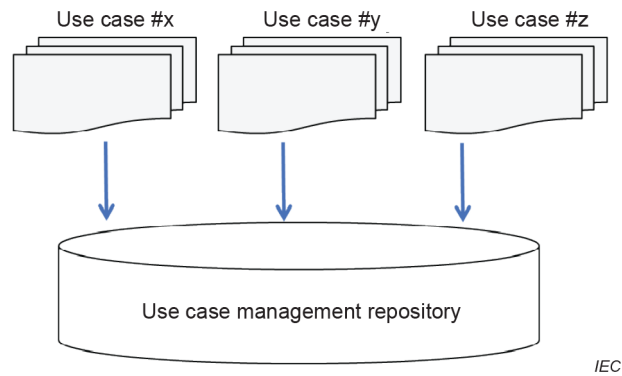 Use case #x
Use case #y
Use case #z
Use case management repository
IEC